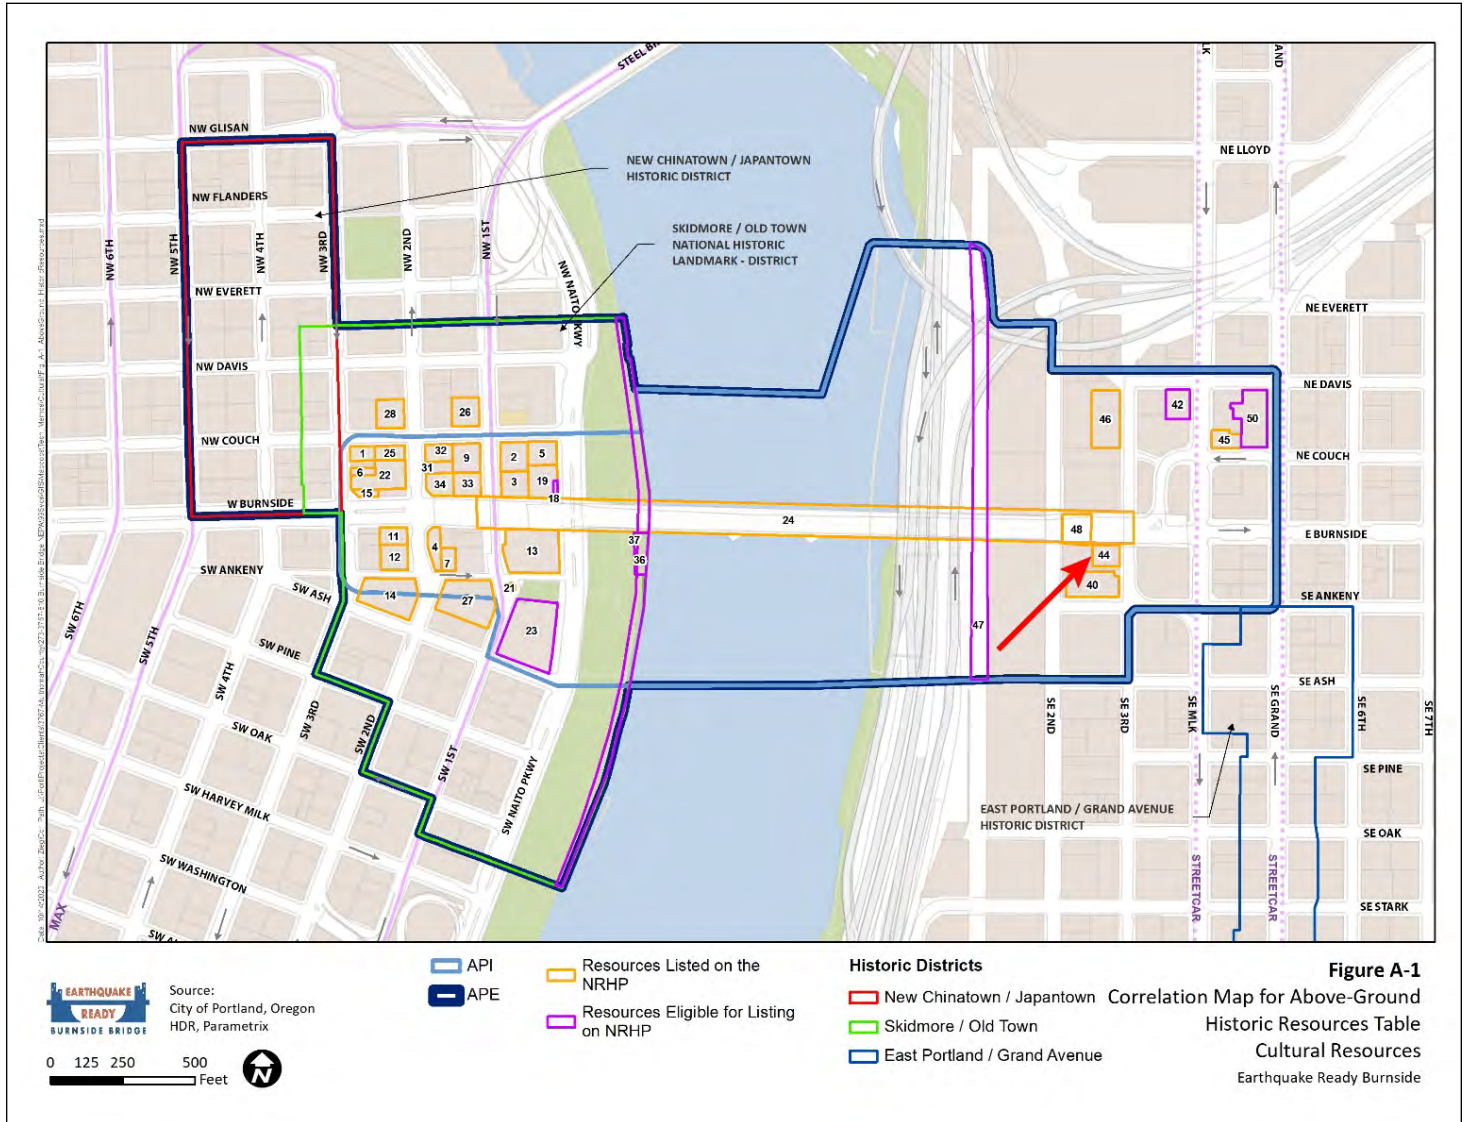 STEEL BR
NW GLISAN
NEW CHINATOWN / JAPANTOWN
HISTORIC DISTRICT
NE LLOYD
NW FLANDERS
NW 6TH
NW 5TH
NW 4TH
NW 3RD
NW 2ND
NW 1ST
SKIDMORE / OLD TOWN
NATIONAL HISTORIC
LANDMARK - DISTRICT
NW NAITO PKWY
NW EVERETT
NE EVERETT
NW DAVIS
NE DAVIS
28
26
46
42
50
45
NW COUCH
NE COUCH
1
25
32
9
2
5
6
22
31
34
33
3
19
15
18
W BURNSIDE
24
48
E BURNSIDE
11
12
4
7
13
37
36
44
40
SW ANKENY
SE ANKENY
SW ASH
14
27
21
23
47
SW 6TH
SW 5TH
SW PINE
SW 4TH
SE ASH
SW 3RD
SW 2ND
SW OAK
SW 1ST
SE 2ND
SE 3RD
SE MLK
SE GRAND
SE 6TH
SE 7TH
SW NAITO PKWY
SE PINE
SW HARVEY MILK
EAST PORTLAND / GRAND AVENUE
HISTORIC DISTRICT
SE OAK
SW WASHINGTON
STREETCAR
STREETCAR
SE STARK
MAX
API
APE
Resources Listed on the
NRHP
Resources Eligible for Listing
on NRHP
Historic Districts
New Chinatown / Japantown
Skidmore / Old Town
East Portland / Grand Avenue
Figure A-1
Correlation Map for Above-Ground
Historic Resources Table
Cultural Resources
Earthquake Ready Burnside
EARTHQUAKE
READY
BURNSIDE BRIDGE
Source:
City of Portland, Oregon
HDR, Parametrix
0 125 250 500
Feet
N